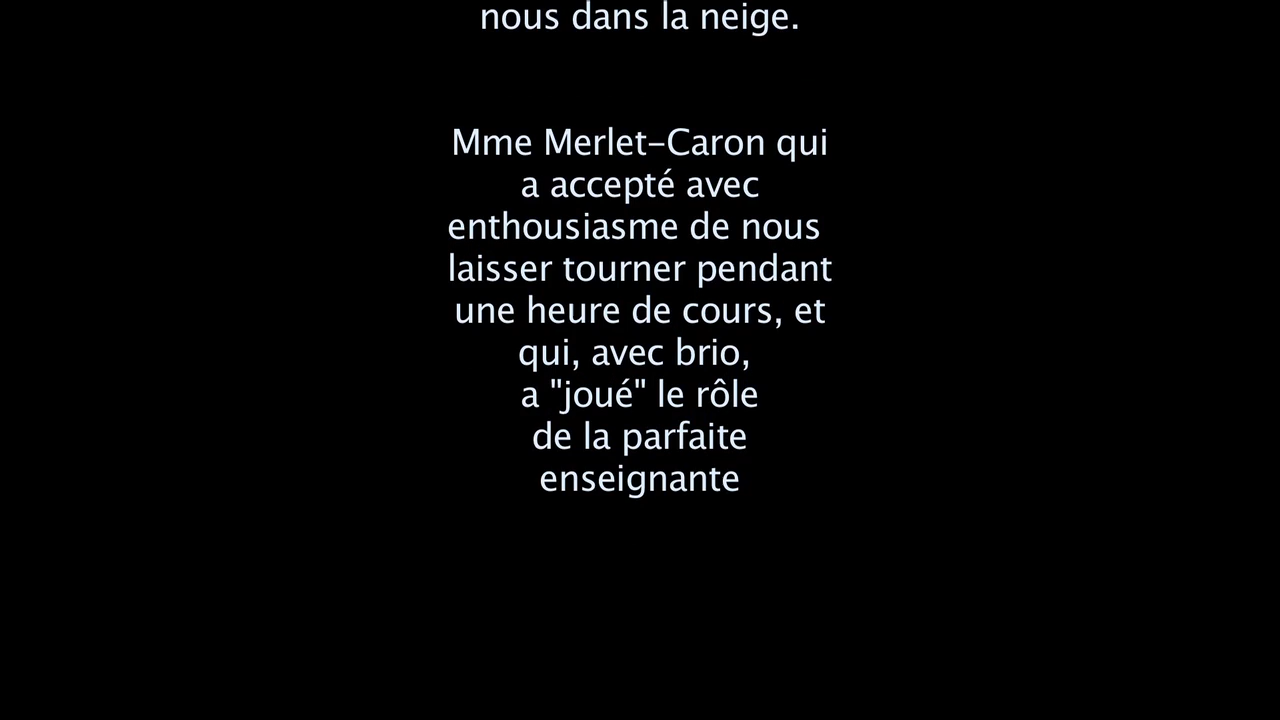 nous dans la neige.
Mme Merlet-Caron qui
a accepté avec
enthousiasme de nous
laisser tourner pendant
une heure de cours, et
qui, avec brio,
a "joué" le rôle
de la parfaite
enseignante